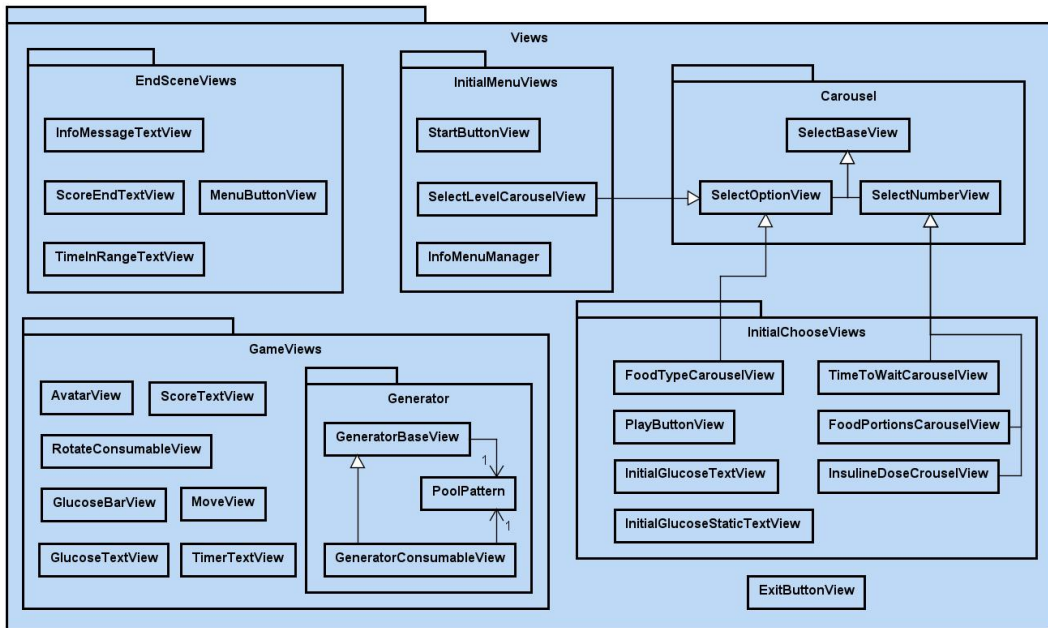 Views
EndSceneViews
InfoMessageTextView
ScoreEndTextView
MenuButtonView
TimeInRangeTextView
InitialMenuViews
StartButtonView
SelectLevelCarouselView
InfoMenuManager
Carousel
SelectBaseView
SelectOptionView
SelectNumberView
GameViews
AvatarView
ScoreTextView
RotateConsumableView
GlucoseBarView
MoveView
GlucoseTextView
TimerTextView
Generator
GeneratorBaseView
1
PoolPattern
1
GeneratorConsumableView
InitialChooseViews
FoodTypeCarouselView
TimeToWaitCarouselView
PlayButtonView
FoodPortionsCarouselView
InitialGlucoseTextView
InsulineDoseCrouselView
InitialGlucoseStaticTextView
ExitButtonView